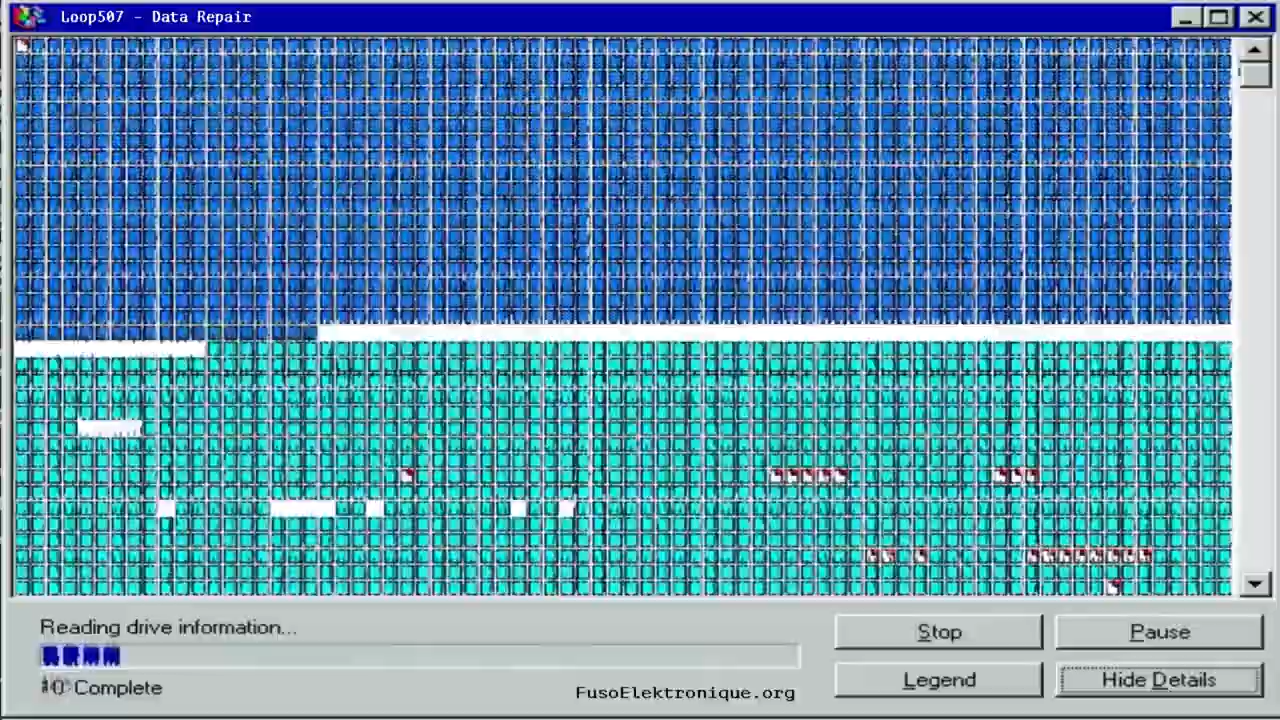 Loop507 - Data Repair
Reading drive information...
Stop
Pause
Complete
FusoElektronique.org
Legend
Hide Details